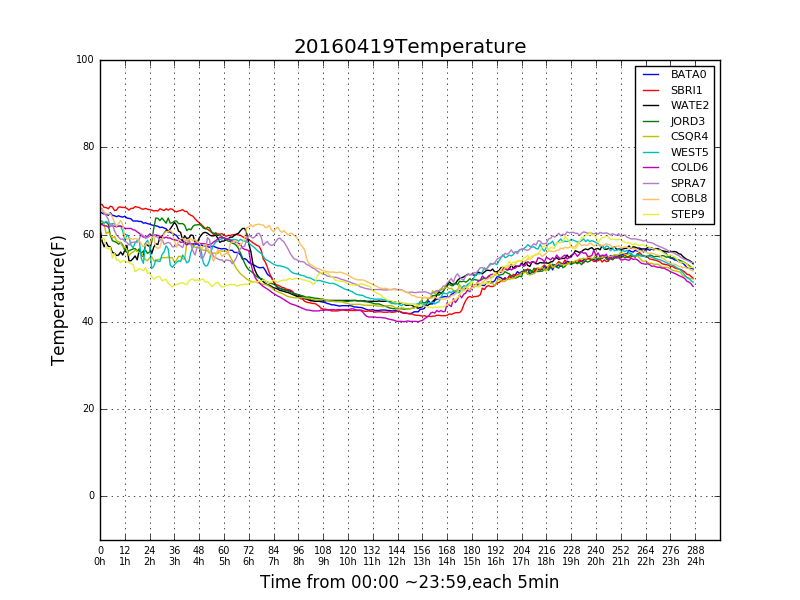 20160419Temperature
100
80
60
40
20
0
Temperature(F)
BATA0
SBRI1
WATE2
JORD3
CSQR4
WEST5
COLD6
SPRA7
COBL8
STEP9
0 12 24 36 48 60 72 84 96 108 120 132 144 156 168 180 192 204 216 228 240 252 264 276 288
0h 1h 2h 3h 4h 5h 6h 7h 8h 9h 10h 11h 12h 13h 14h 15h 16h 17h 18h 19h 20h 21h 22h 23h 24h
Time from 00:00 ~23:59,each 5min